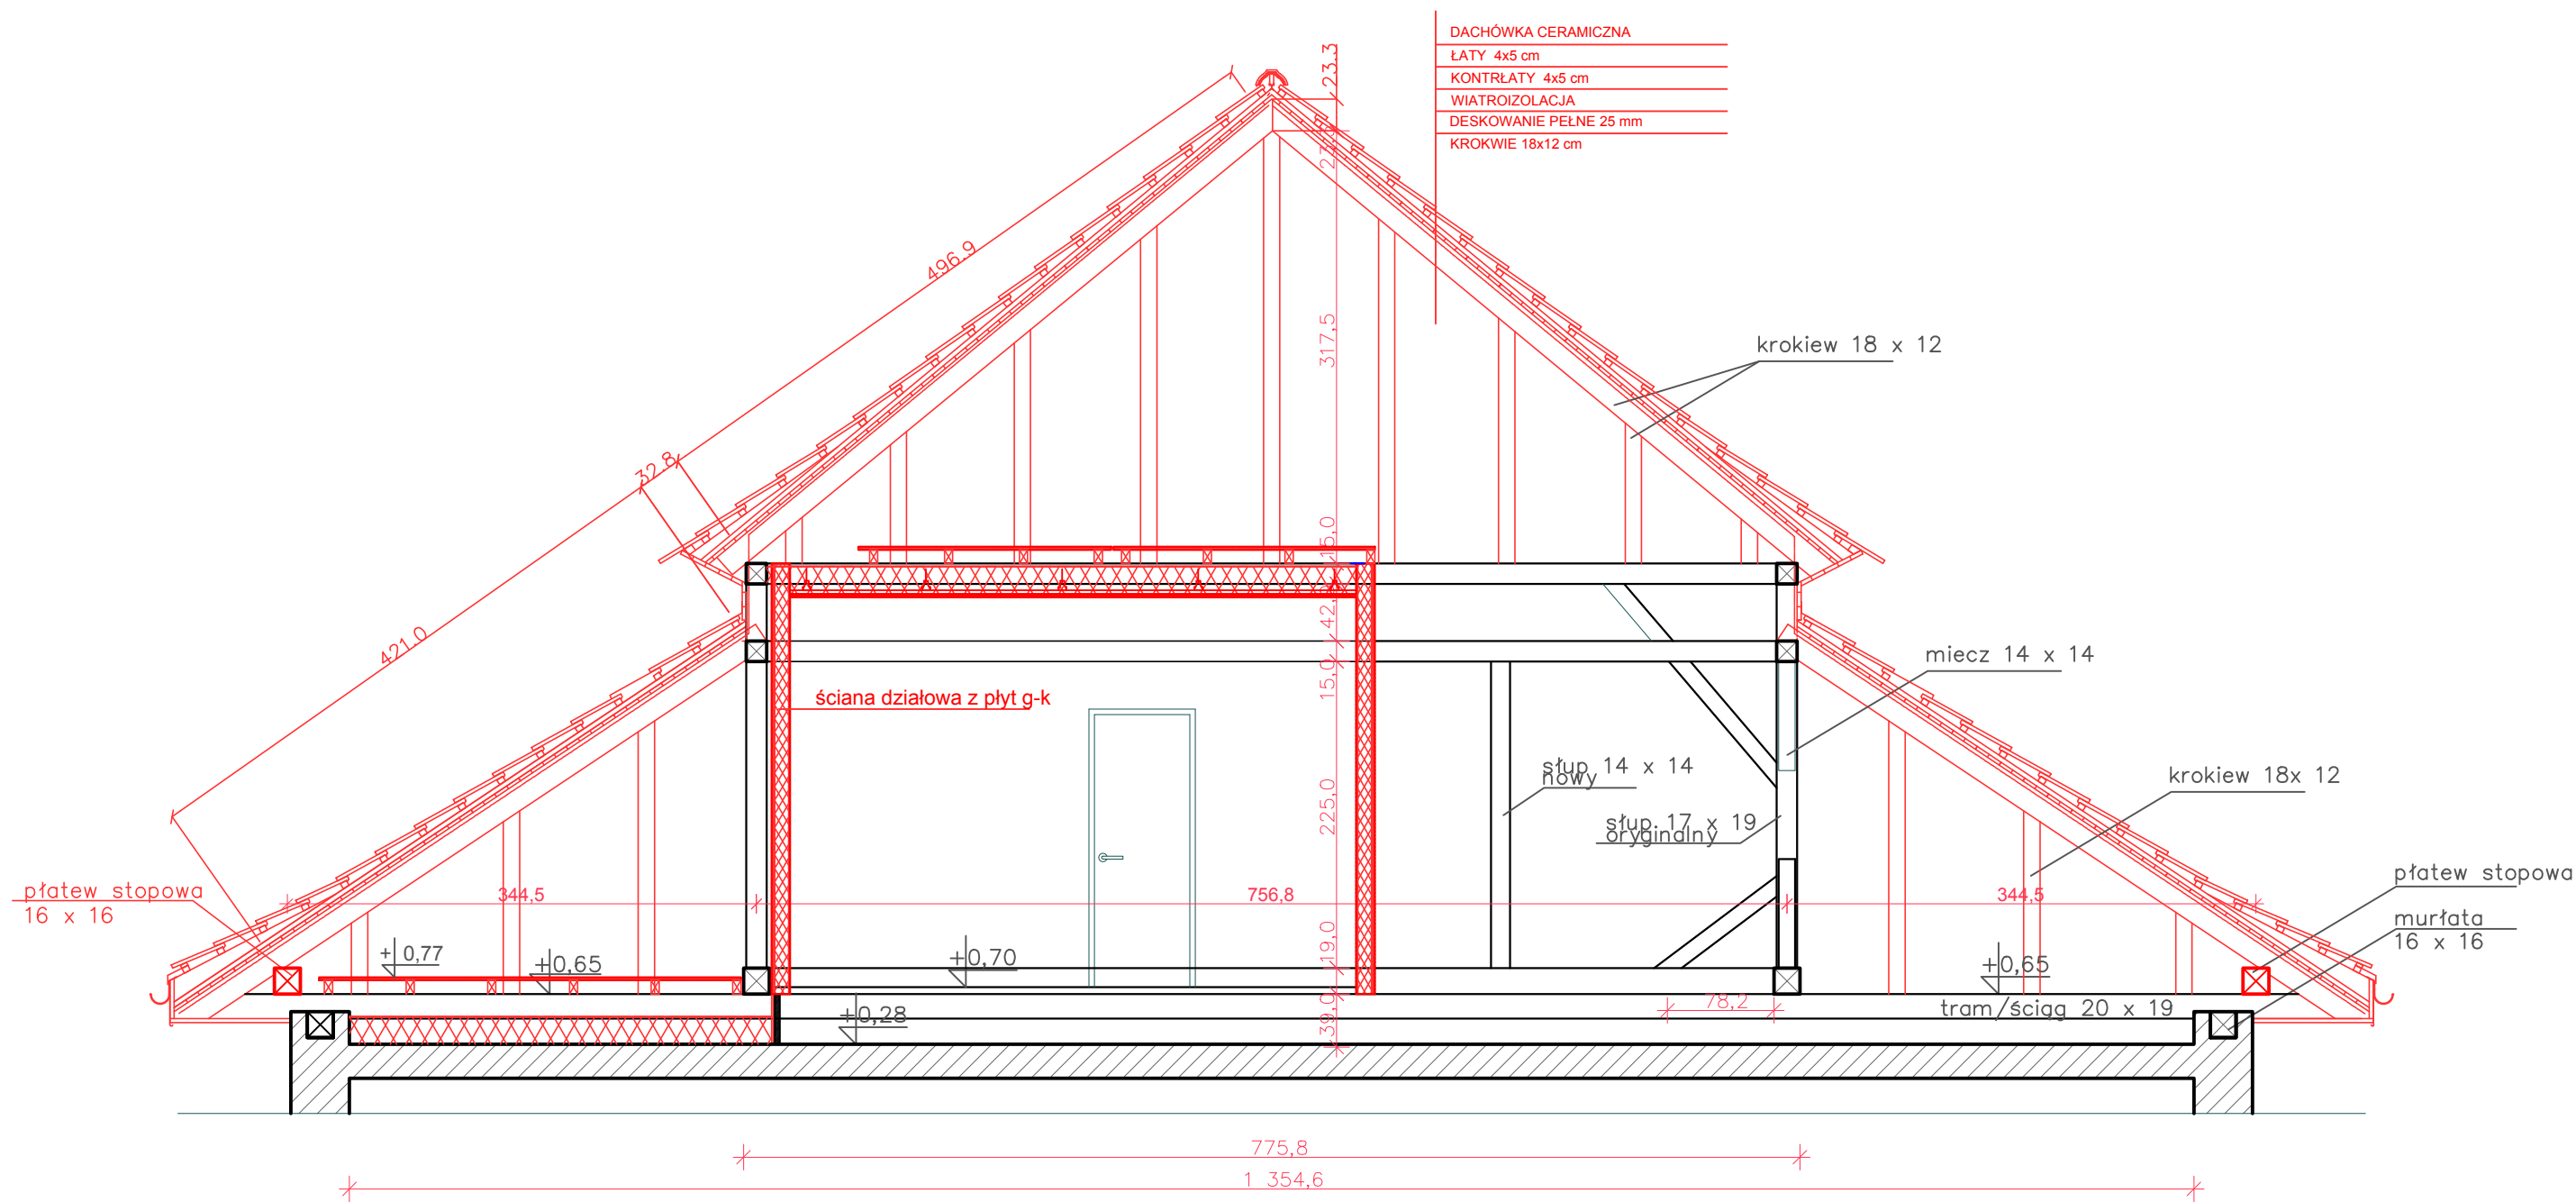 DACHÓWKA CERAMICZNA
ŁATY 4x5 cm
KONTRŁATY 4x5 cm
WIATROIZOLACJA
DESKOWANIE PEŁNE 25 mm
KROKWIE 18x12 cm
23,3
496,9
317,5
krokiew 18 x 12
32,8
15,0
421,0
miecz 14 x 14
15,0
ściana działowa z płyt g-k
słup 14 x 14
nowy
krokiew 18x 12
225,0
słup 17 x 19
oryginalny
płatew stopowa
16 x 16
344,5
756,8
344,5
płatew stopowa
murłata
16 x 16
19,0
+0,77
+0,65
+0,70
+0,65
39,0
78,2
tram/ściąg 20 x 19
+0,28
775,8
1 354,6